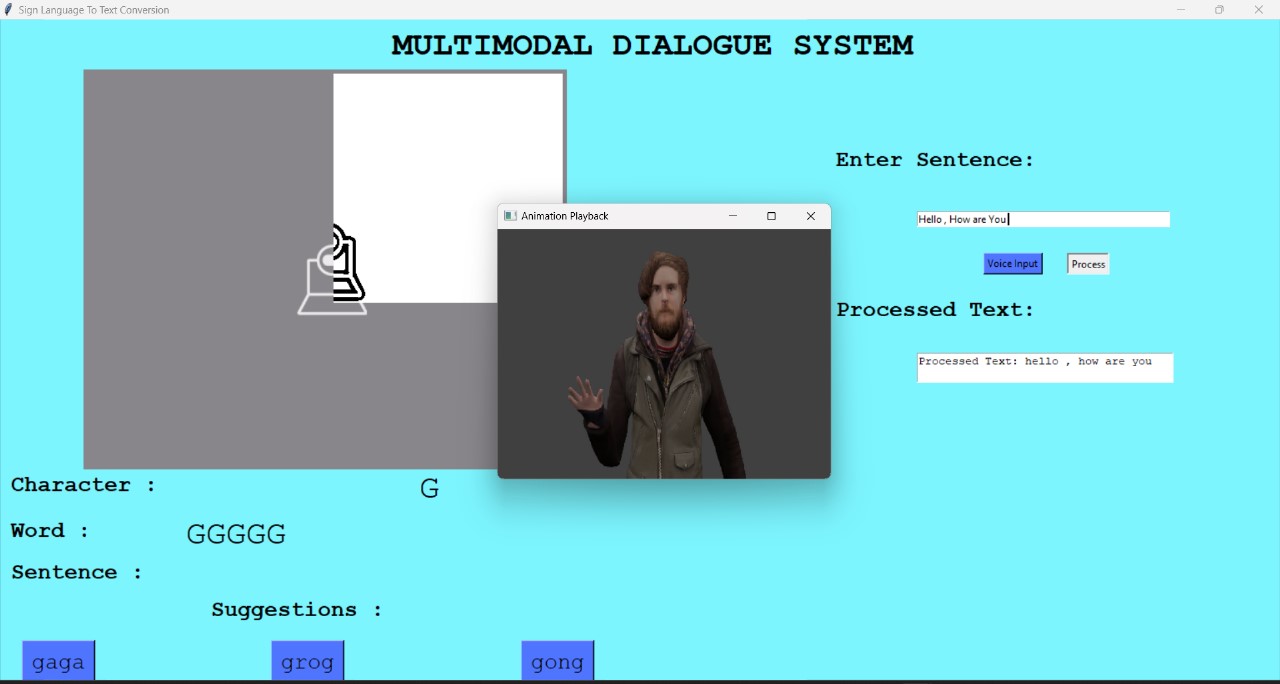 Sign Language To Text Conversion
MULTIMODAL DIALOGUE SYSTEM
Enter Sentence:
Hello , How are You
Voice Input
Process
Animation Playback
Processed Text:
Processed Text: hello , how are you
Character :
G
Word :
GGGGG
Sentence :
Suggestions :
gaga
grog
gong